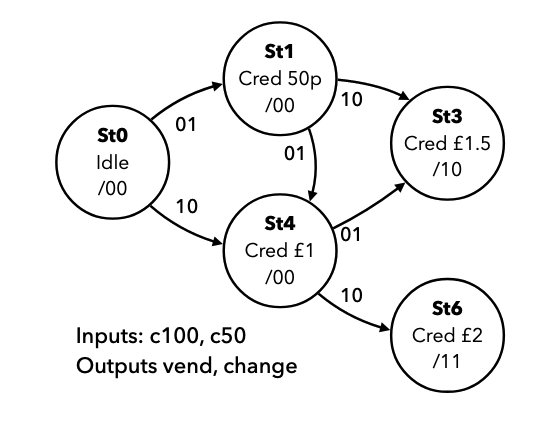 St0
Idle
/00
01
10
St1
Cred 50p
/00
10
01
St4
Cred £1
/00
01
10
St3
Cred £1.5
/10
St6
Cred £2
/11
Inputs: c100, c50
Outputs vend, change